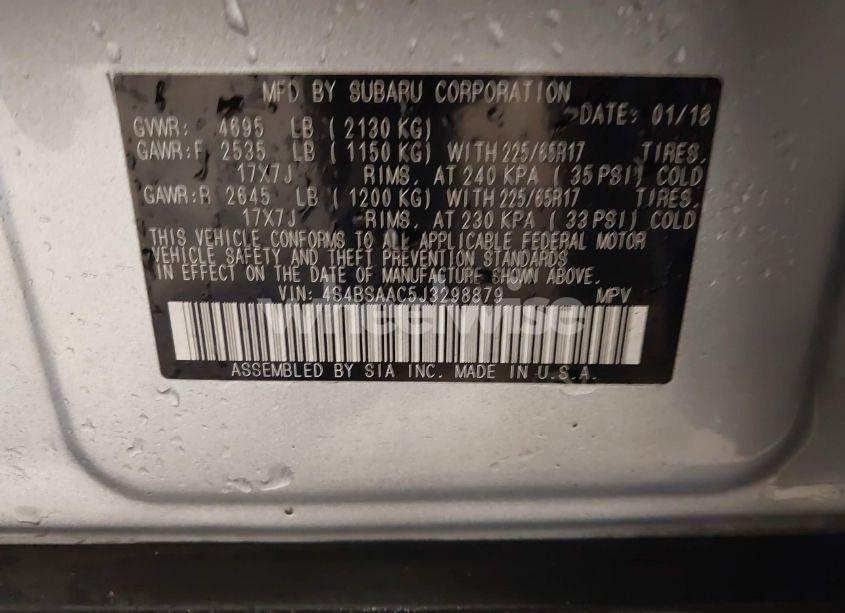 MFD BY SUBARU CORPORATION
DATE: 01/18
GVWR: 4695 LB ( 2130 KG)
GAWR:F 2535 LB ( 1150 KG) WITH 225/65R17 TIRES.
17X7J RIMS, AT 240 KPA ( 35 PSI) COLD
GAWR:R 2645 LB ( 1200 KG) WITH 225/65R17 TIRES.
17X7J RIMS, AT 230 KPA ( 33 PSI) COLD
THIS VEHICLE CONFORMS TO ALL APPLICABLE FEDERAL MOTOR
VEHICLE SAFETY AND THEFT PREVENTION STANDARDS
IN EFFECT ON THE DATE OF MANUFACTURE SHOWN ABOVE.
VIN: 4S4BSAAC5J3298879 MPV
wheelwise
ASSEMBLED BY SIA INC. MADE IN U.S.A.